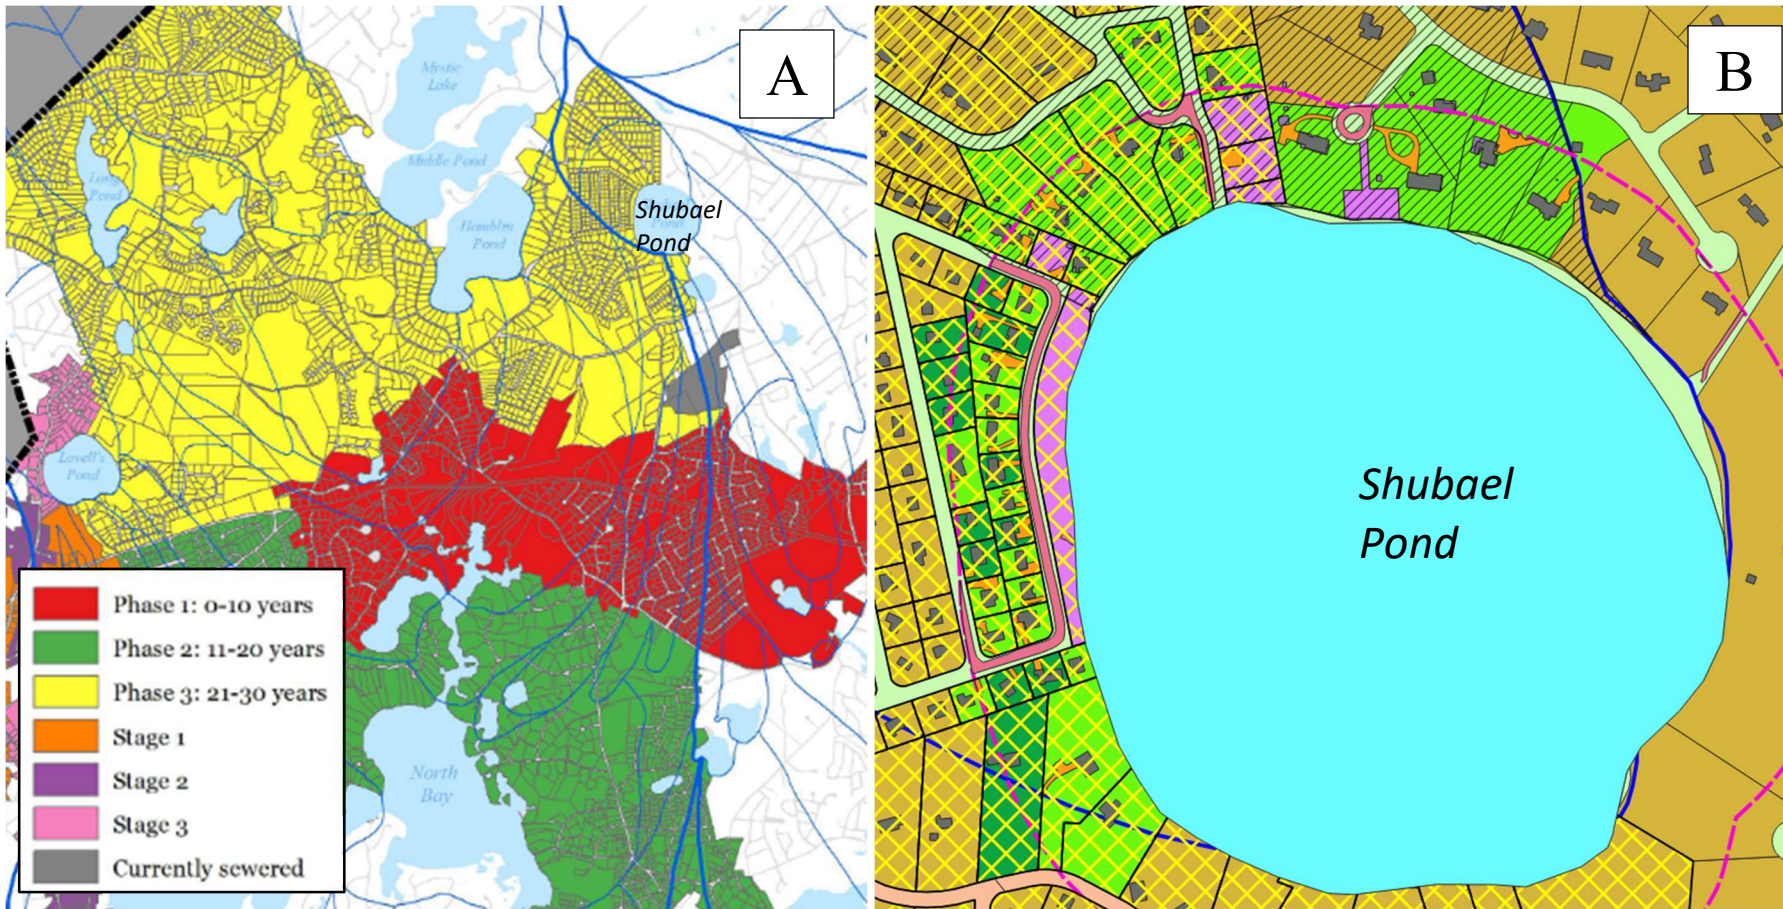 A
Mystic
Lake
Middle Pond
Long
Pond
Hamblin
Pond
Shubael
Pond
Lovell's
Pond
North
Bay
Phase 1: 0-10 years
Phase 2: 11-20 years
Phase 3: 21-30 years
Stage 1
Stage 2
Stage 3
Currently sewered
B
Shubael
Pond